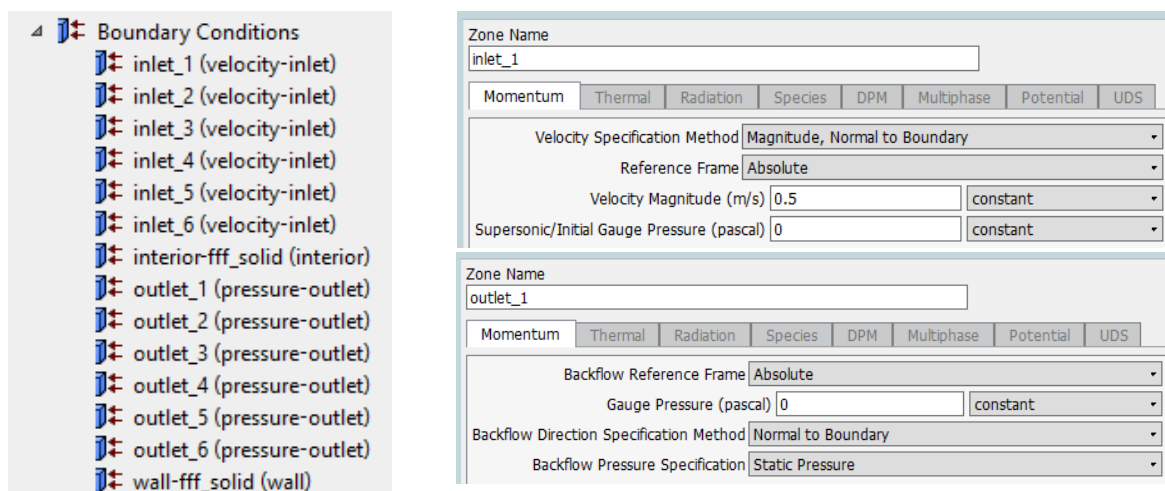 Boundary Conditions
inlet_1 (velocity-inlet)
inlet_2 (velocity-inlet)
inlet_3 (velocity-inlet)
inlet_4 (velocity-inlet)
inlet_5 (velocity-inlet)
inlet_6 (velocity-inlet)
interior-fff_solid (interior)
outlet_1 (pressure-outlet)
outlet_2 (pressure-outlet)
outlet_3 (pressure-outlet)
outlet_4 (pressure-outlet)
outlet_5 (pressure-outlet)
outlet_6 (pressure-outlet)
wall-fff_solid (wall)
Zone Name
inlet_1
Momentum Thermal Radiation Species DPM Multiphase Potential UDS
Velocity Specification Method Magnitude, Normal to Boundary
Reference Frame Absolute
Velocity Magnitude (m/s) 0.5 constant
Supersonic/Initial Gauge Pressure (pascal) 0 constant
Zone Name
outlet_1
Momentum Thermal Radiation Species DPM Multiphase Potential UDS
Backflow Reference Frame Absolute
Gauge Pressure (pascal) 0 constant
Backflow Direction Specification Method Normal to Boundary
Backflow Pressure Specification Static Pressure